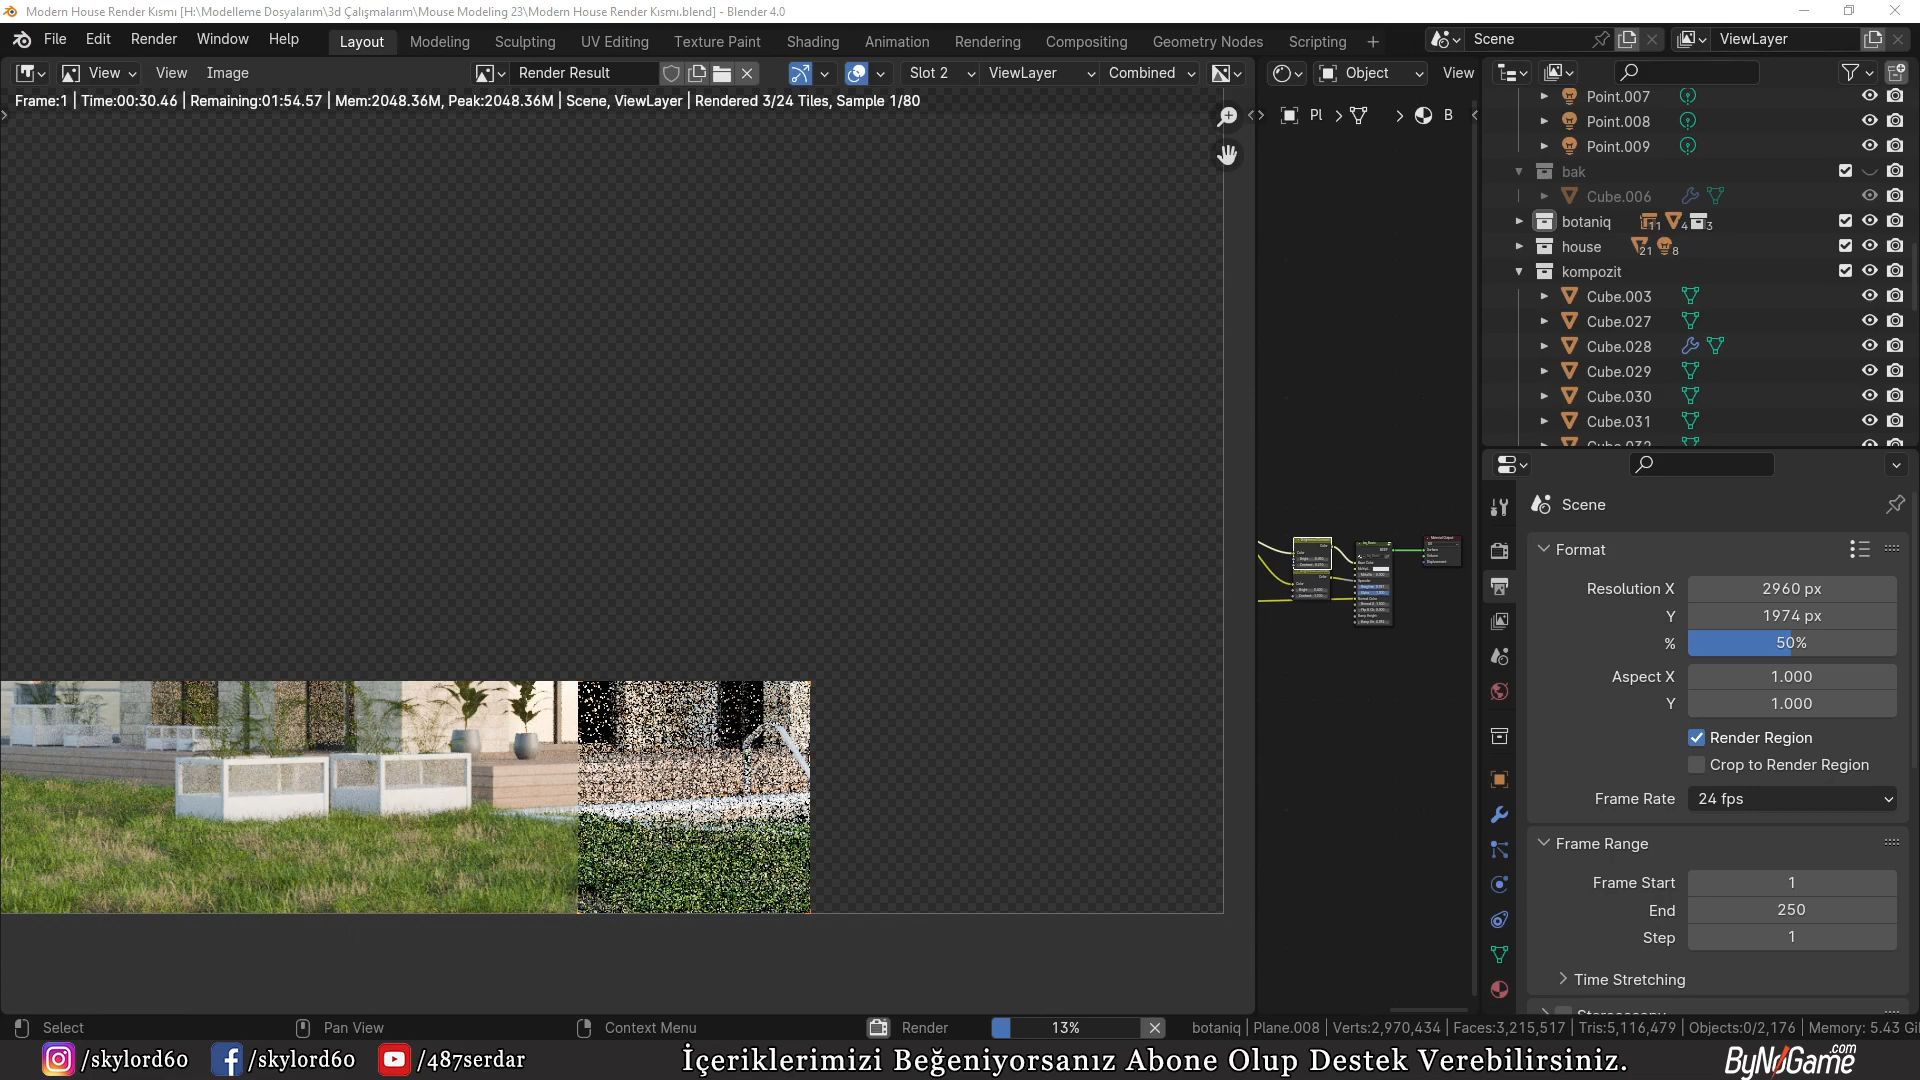 Modern House Render Kısmı [H:\Modelleme Dosyalarım\3d Çalışmalarım\Mouse Modeling 23\Modern House Render Kısmı.blend] - Blender 4.0
File Edit Render Window Help Layout Modeling Sculpting UV Editing Texture Paint Shading Animation Rendering Compositing Geometry Nodes Scripting + Scene ViewLayer
View View Image Render Result Slot 2 ViewLayer Combined Object View
Frame:1 | Time:00:30.46 | Remaining:01:54.57 | Mem:2048.36M, Peak:2048.36M | Scene, ViewLayer | Rendered 3/24 Tiles, Sample 1/80
Pl B
Point.007
Point.008
Point.009
bak
Cube.006
botaniq 11 4 3
house 21 8
kompozit
Cube.003
Cube.027
Cube.028
Cube.029
Cube.030
Cube.031
Cube.032
Scene
Format
Resolution X 2960 px
Y 1974 px
% 50%
Aspect X 1.000
Y 1.000
Render Region
Crop to Render Region
Frame Rate 24 fps
Frame Range
Frame Start 1
End 250
Step 1
Time Stretching
Select Pan View Context Menu Render 13% botaniq | Plane.008 | Verts:2,970,434 | Faces:3,215,517 | Tris:5,116,479 | Objects:0/2,176 | Memory: 5.43 Gi
/skylord60 /skylord60 /487serdar İçeriklerimizi Beğeniyorsanız Abone Olup Destek Verebilirsiniz. ByNoGame.com